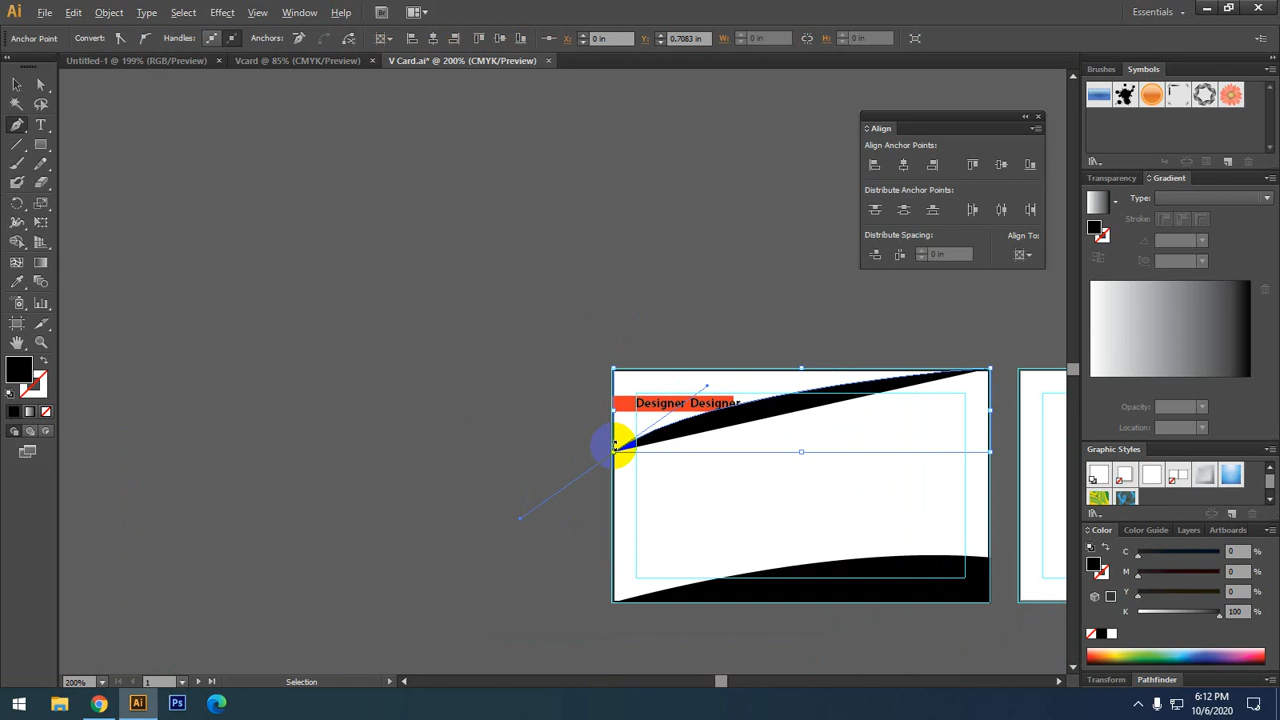 Ai File Edit Object Type Select Effect View Window Help Br Essentials
Anchor Point Convert: Handles: Anchors: X: 0 in Y: 0.7083 in W: 0 in H: 0 in
Untitled-1 @ 199% (RGB/Preview) × Vcard @ 85% (CMYK/Preview) × V Card.ai* @ 200% (CMYK/Preview) ×
Brushes Symbols
Align
Align Anchor Points:
Distribute Anchor Points:
Distribute Spacing: Align To:
0 in
Transparency Gradient
Type:
Stroke:
Opacity:
Location:
Designer Designer
Graphic Styles
Color Color Guide Layers Artboards
C 0 %
M 0 %
Y 0 %
K 100 %
Transform Pathfinder
200% 1 Selection
Ai Ps
6:12 PM
10/6/2020